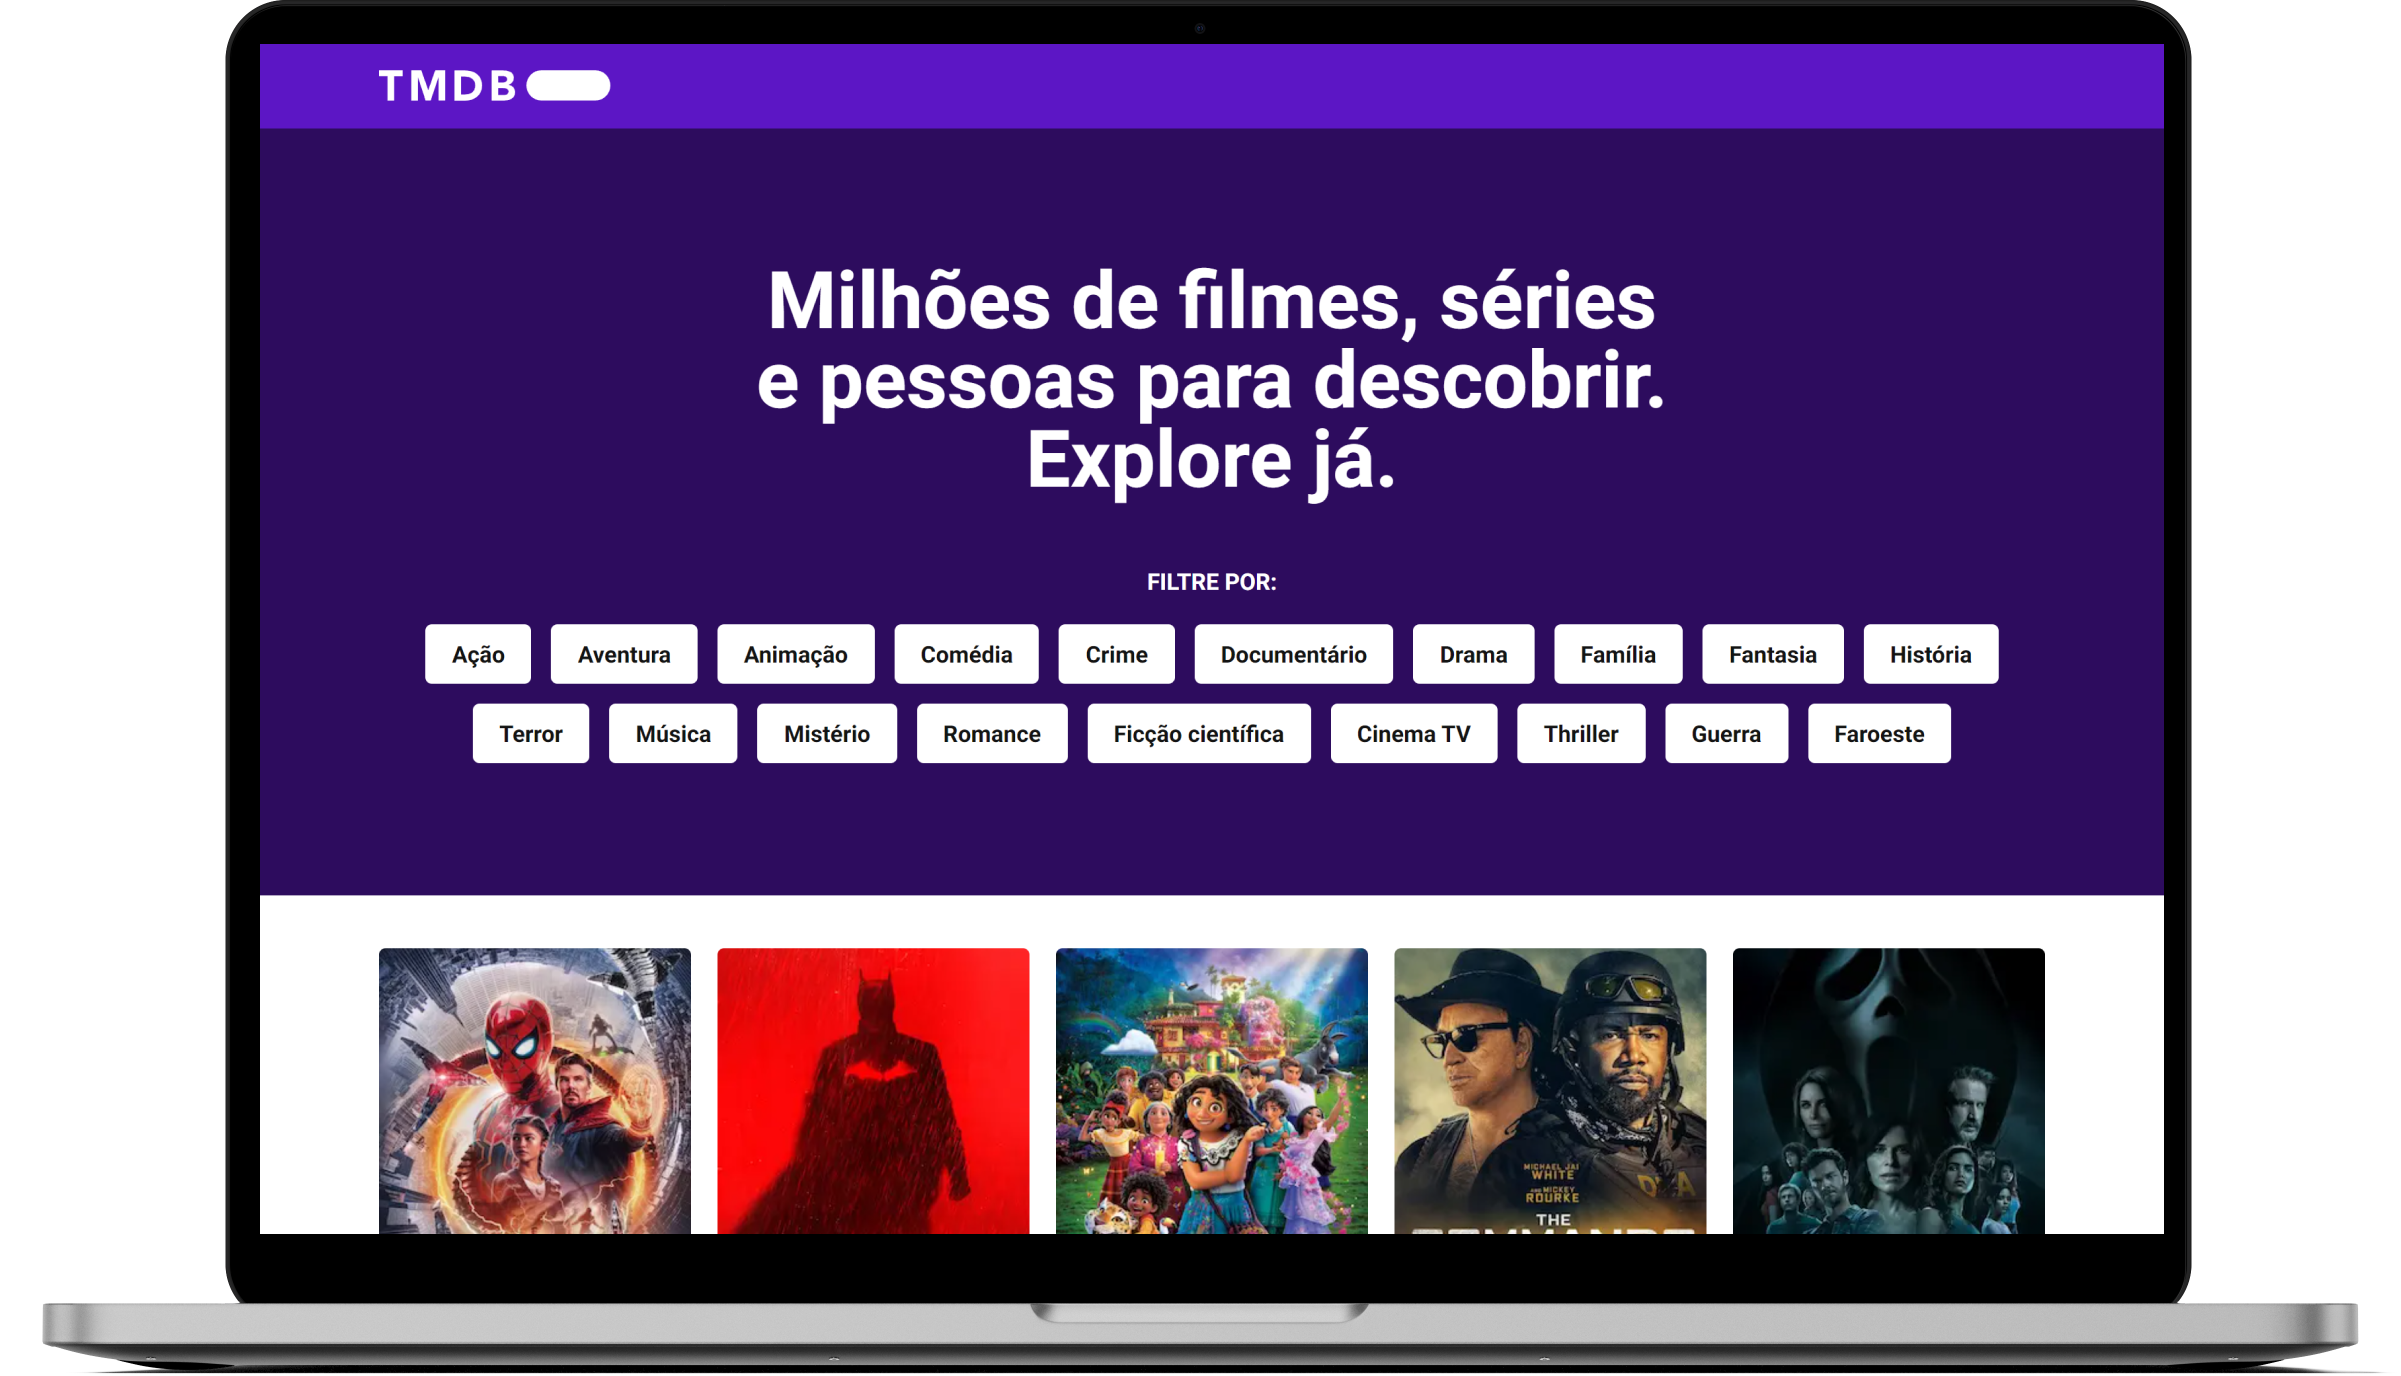 TMDB
Milhões de filmes, séries
e pessoas para descobrir.
Explore já.
FILTRE POR:
Ação Aventura Animação Comédia Crime Documentário Drama Família Fantasia História
Terror Música Mistério Romance Ficção científica Cinema TV Thriller Guerra Faroeste
MICHAEL JAI
WHITE
AND MICKEY
ROURKE
THE